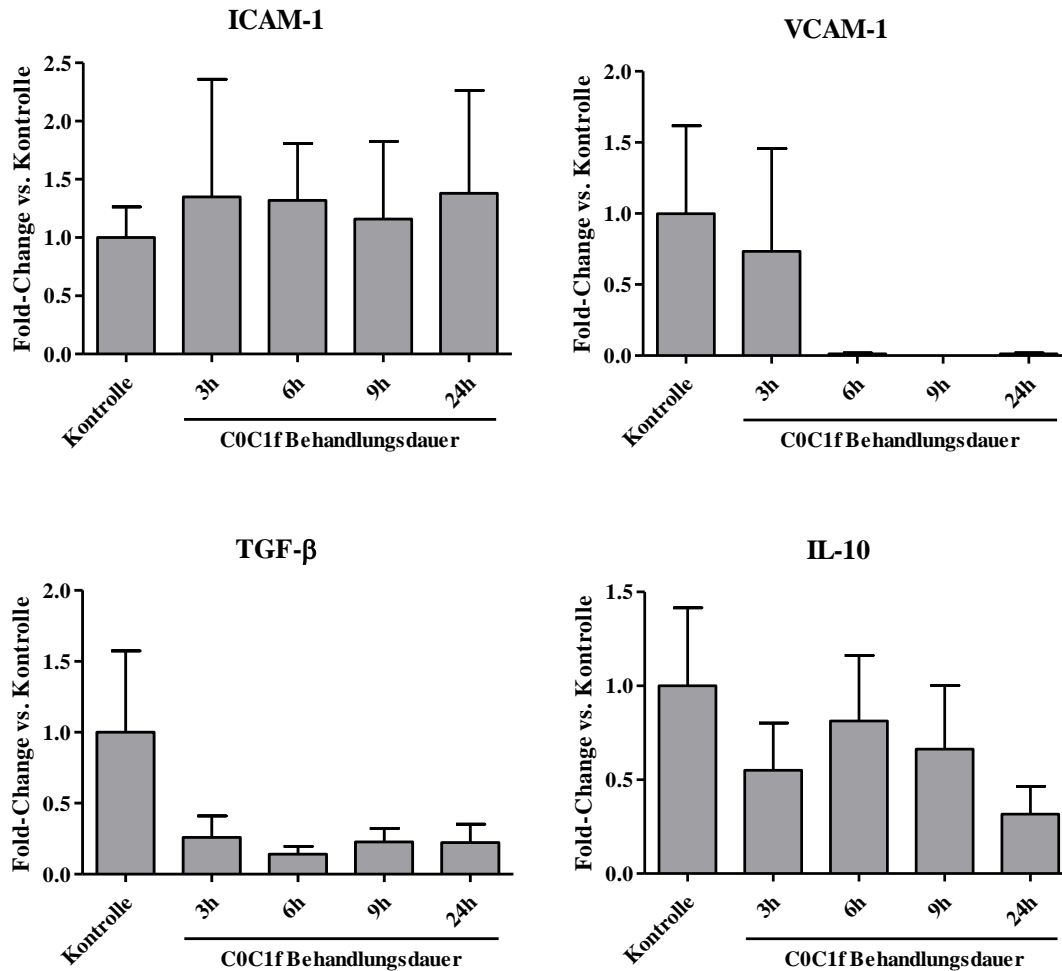 ICAM-1
Fold-Change vs. Kontrolle
2.5
2.0
1.5
1.0
0.5
0.0
Kontrolle
3h
6h
9h
24h
C0C1f Behandlungsdauer
VCAM-1
Fold-Change vs. Kontrolle
2.0
1.5
1.0
0.5
0.0
Kontrolle
3h
6h
9h
24h
C0C1f Behandlungsdauer
TGF-β
Fold-Change vs. Kontrolle
2.0
1.5
1.0
0.5
0.0
Kontrolle
3h
6h
9h
24h
C0C1f Behandlungsdauer
IL-10
Fold-Change vs. Kontrolle
1.5
1.0
0.5
0.0
Kontrolle
3h
6h
9h
24h
C0C1f Behandlungsdauer